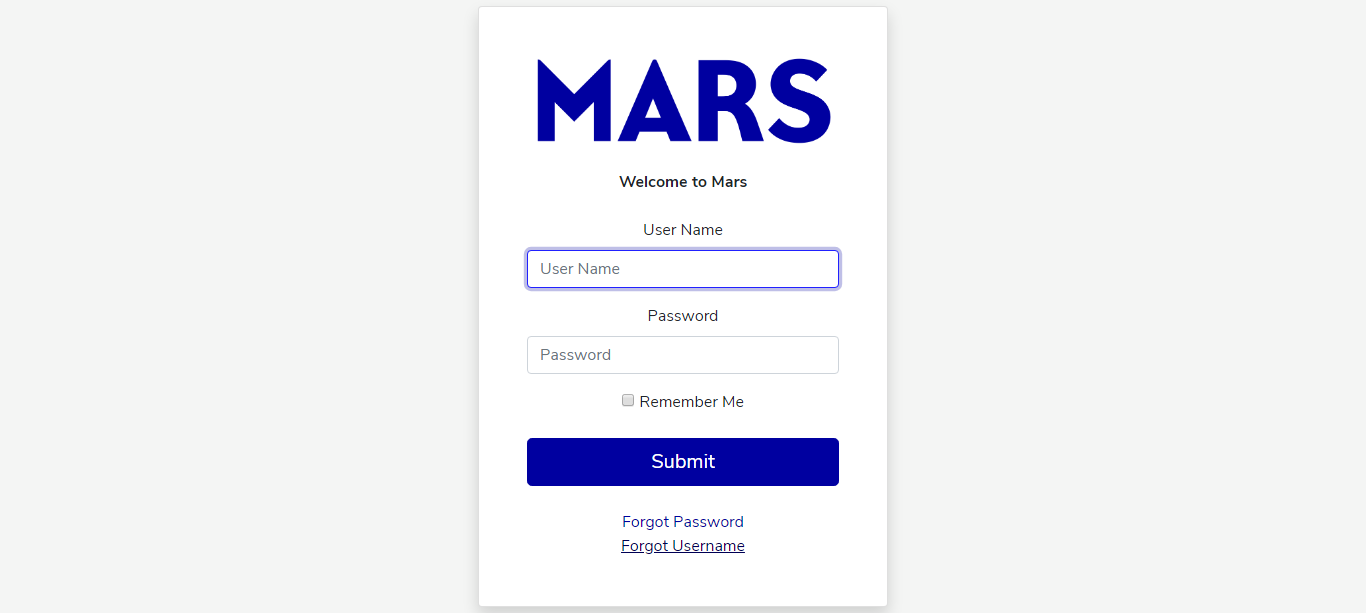 MARS
Welcome to Mars
User Name
User Name
Password
Password
Remember Me
Submit
Forgot Password
Forgot Username